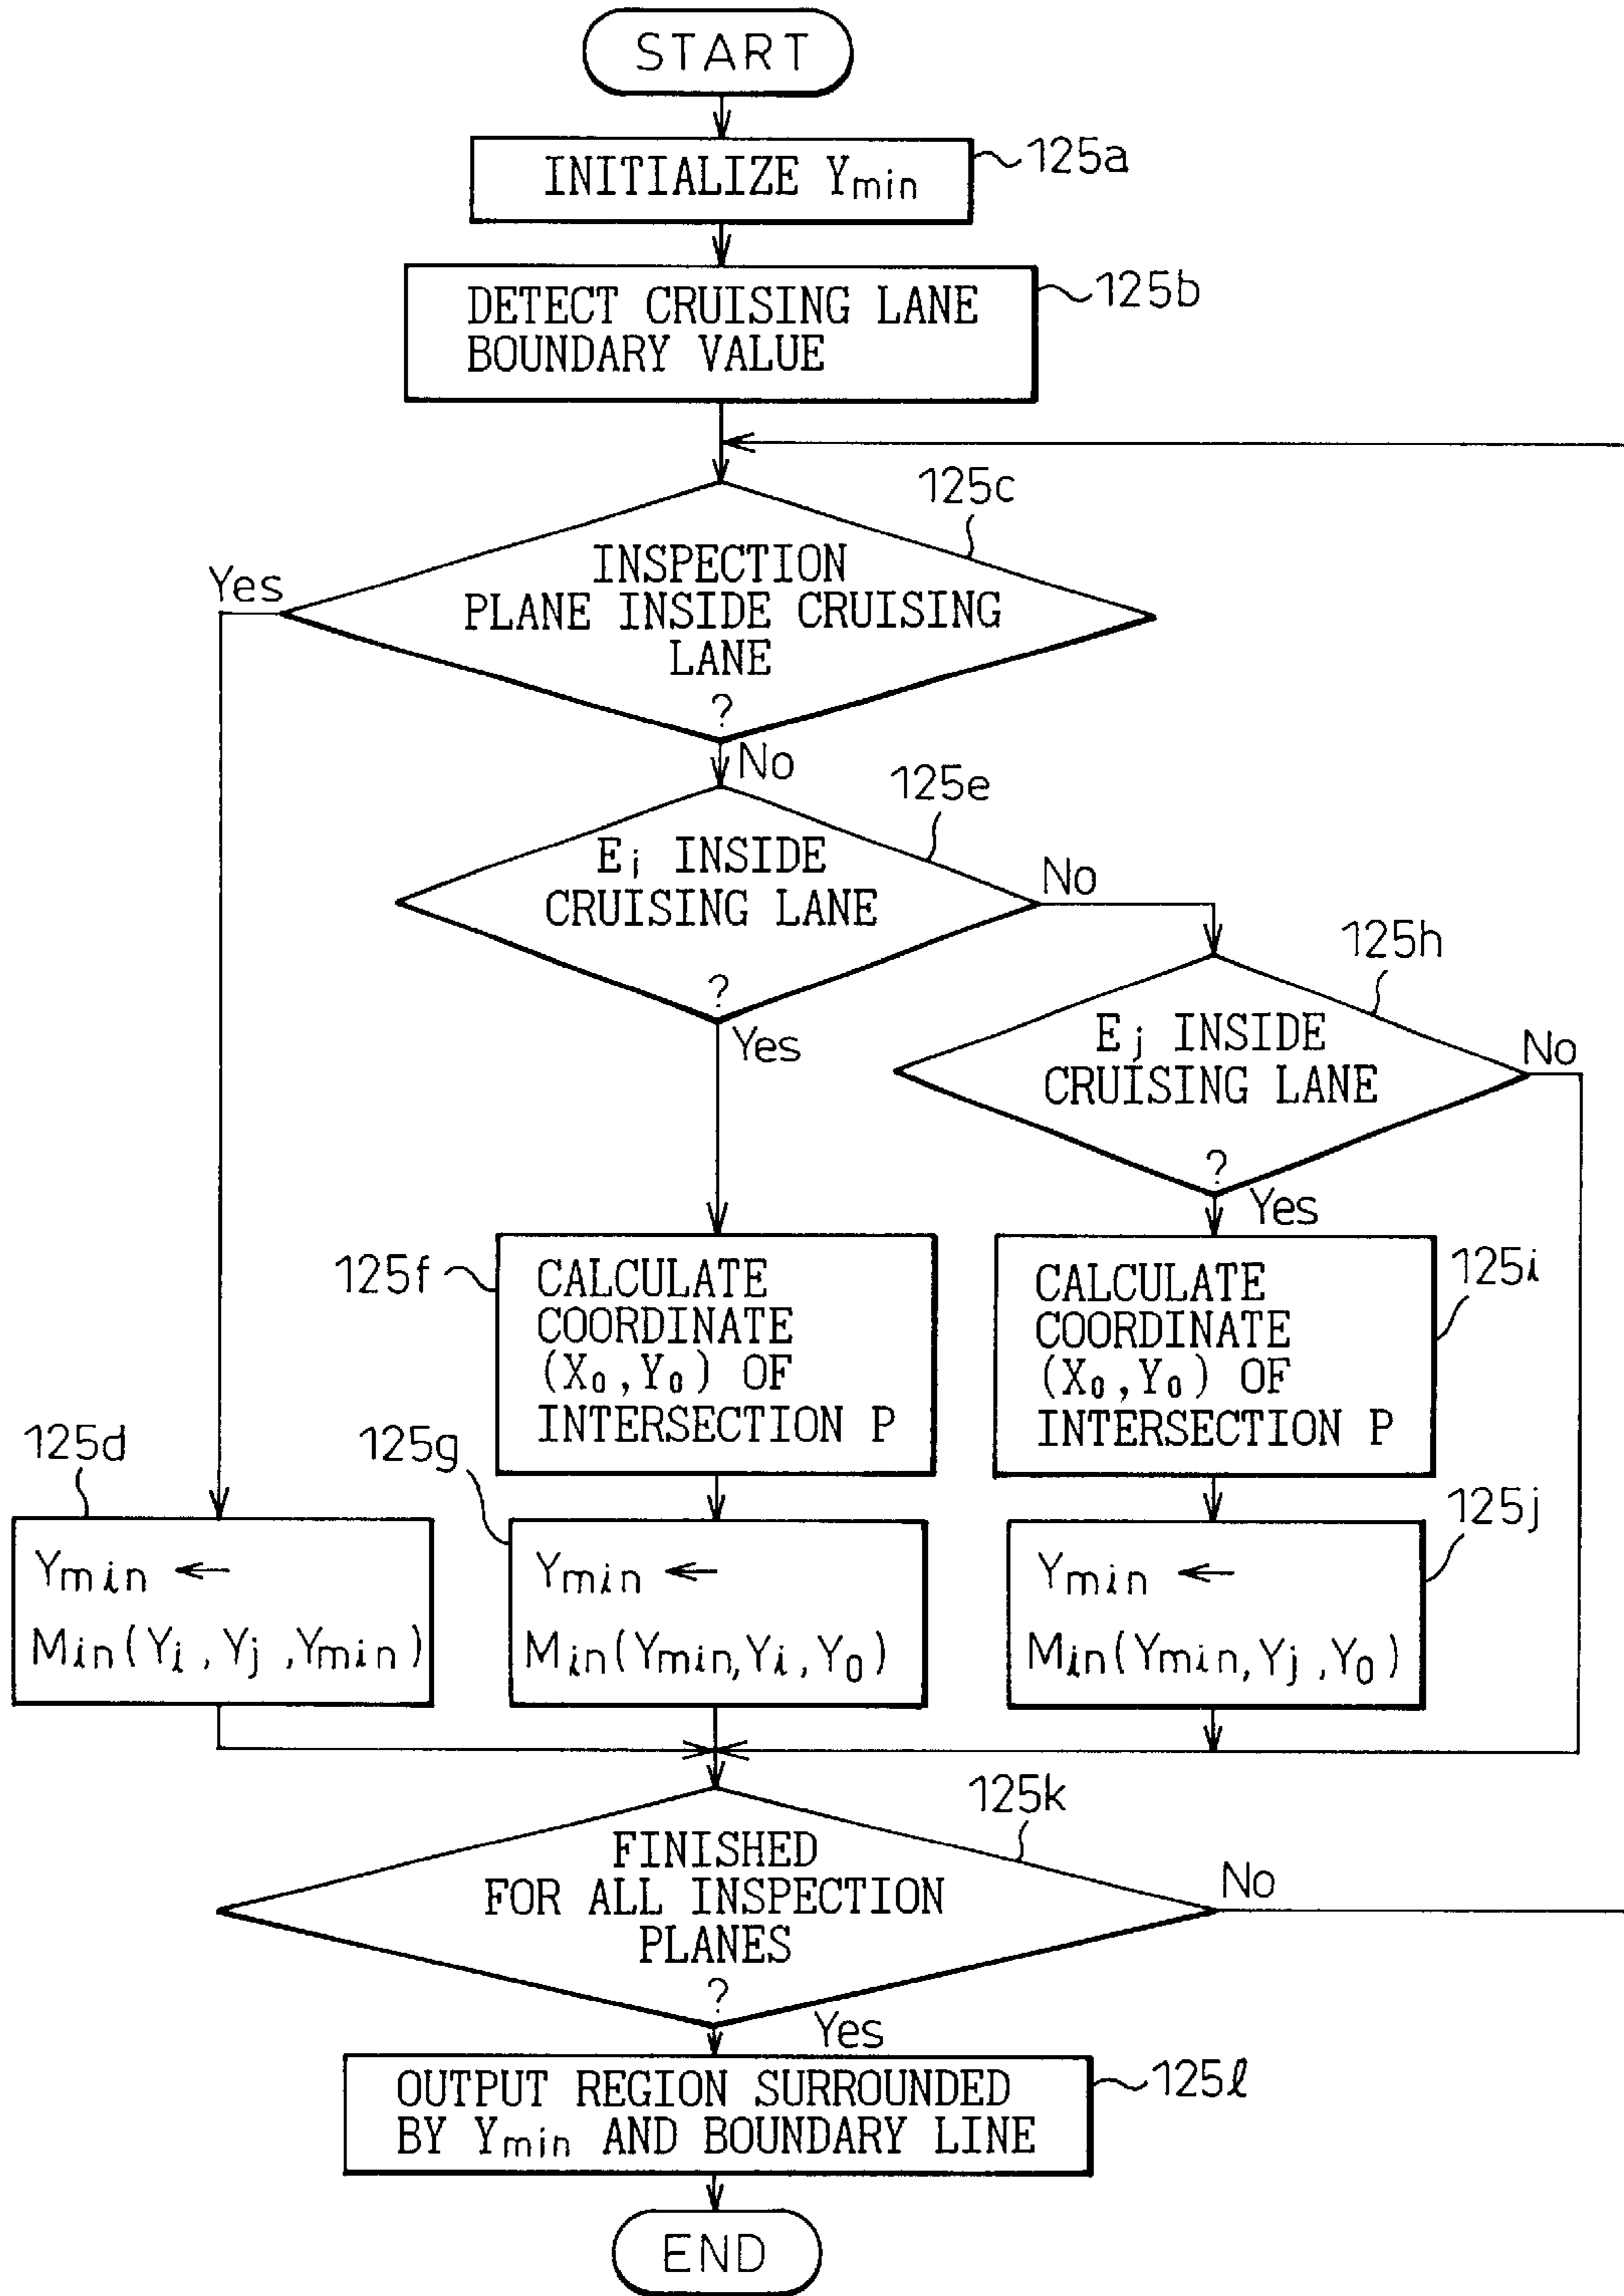 START
INITIALIZE Ymin
125a
DETECT CRUISING LANE
BOUNDARY VALUE
125b
125c
INSPECTION
PLANE INSIDE CRUISING
LANE
?
Yes
No
125e
Ei INSIDE
CRUISING LANE
?
No
Yes
125h
Ej INSIDE
CRUISING LANE
?
No
Yes
125f
CALCULATE
COORDINATE
(X0,Y0) OF
INTERSECTION P
CALCULATE
COORDINATE
(X0,Y0) OF
INTERSECTION P
125i
125d
Ymin ←
Min(Yi,Yj,Ymin)
125g
Ymin ←
Min(Ymin,Yi,Y0)
125j
Ymin ←
Min(Ymin,Yj,Y0)
125k
FINISHED
FOR ALL INSPECTION
PLANES
?
No
Yes
OUTPUT REGION SURROUNDED
BY Ymin AND BOUNDARY LINE
125ℓ
END